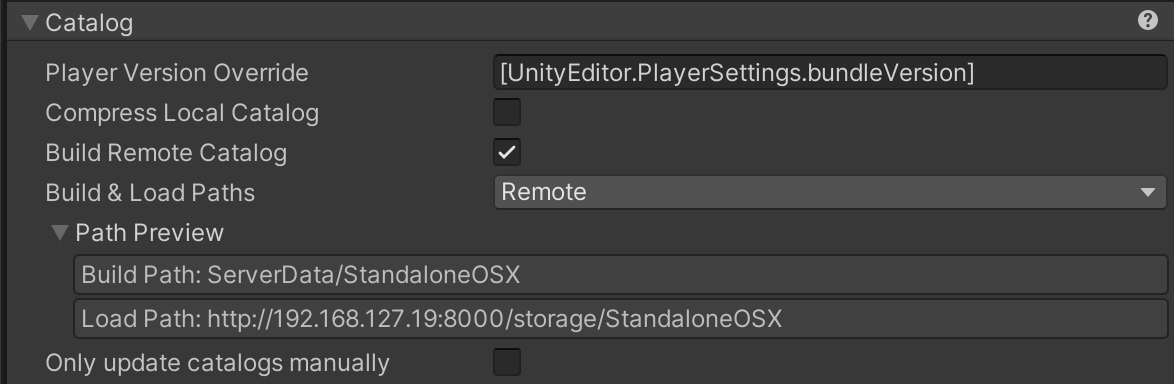 Catalog
Player Version Override [UnityEditor.PlayerSettings.bundleVersion]
Compress Local Catalog
Build Remote Catalog
Build & Load Paths Remote
Path Preview
Build Path: ServerData/StandaloneOSX
Load Path: http://192.168.127.19:8000/storage/StandaloneOSX
Only update catalogs manually